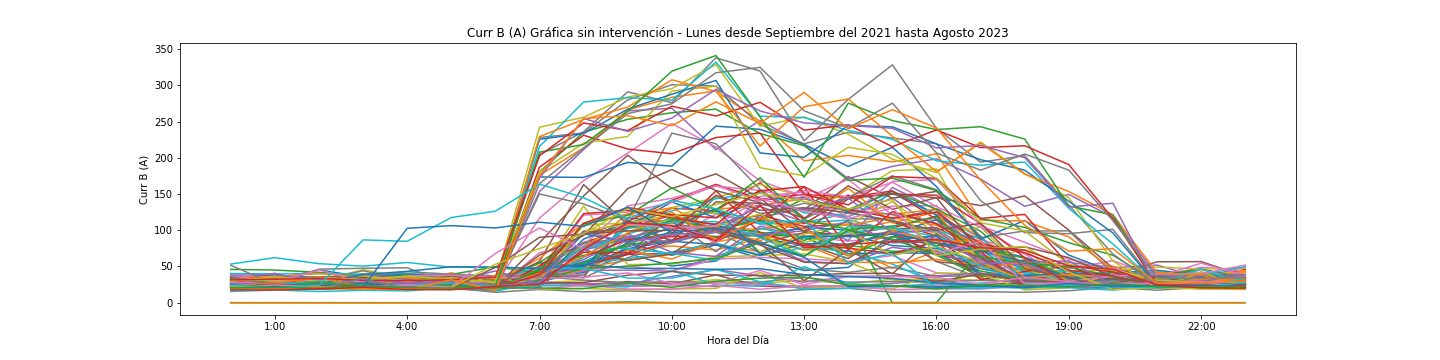 Curr B (A) Gráfica sin intervención - Lunes desde Septiembre del 2021 hasta Agosto 2023
350
300
250
200
150
100
50
0
Curr B (A)
1:00 4:00 7:00 10:00 13:00 16:00 19:00 22:00
Hora del Día